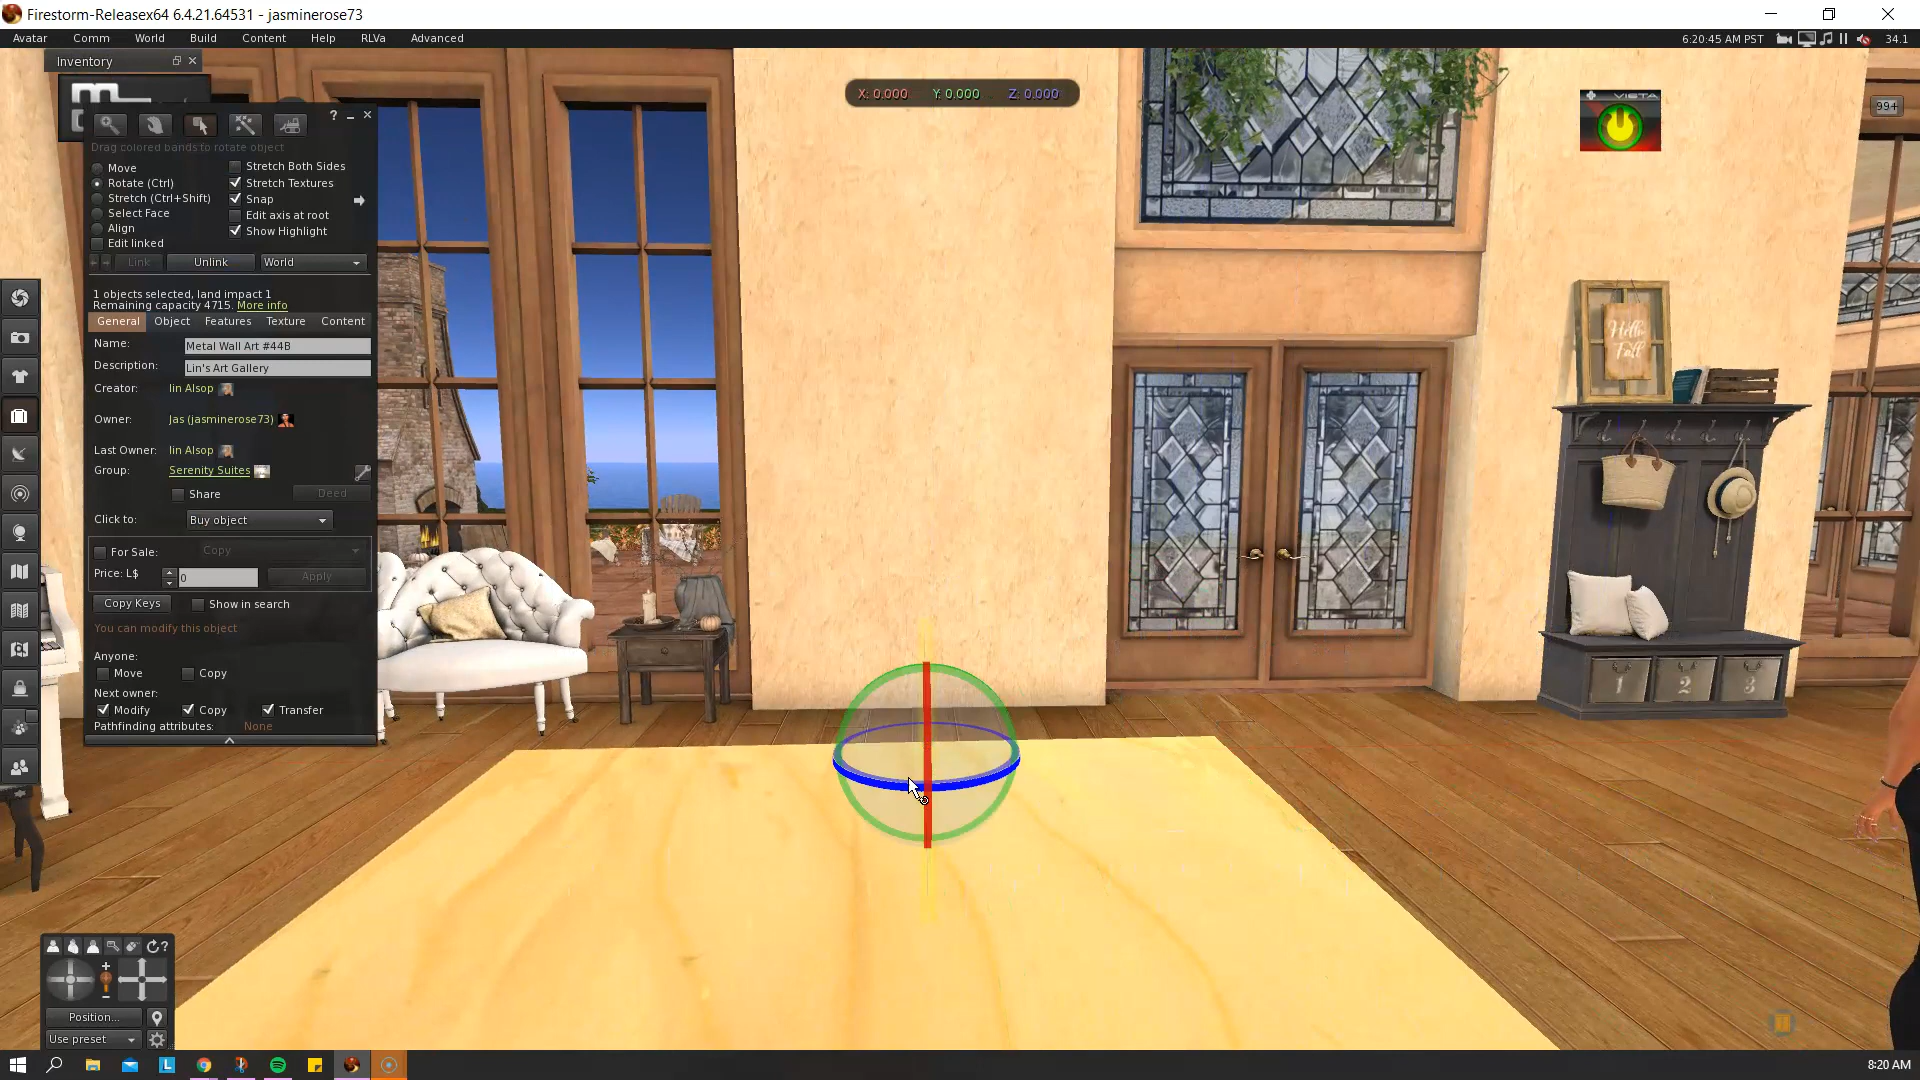 Firestorm-Releasex64 6.4.21.64531 - jasminerose73
Avatar Comm World Build Content Help RLVa Advanced
6:20:45 AM PST 34.1
Inventory
X: 0.000 Y: 0.000 Z: 0.000
VISTA
99+
?
Drag colored bands to rotate object
Move
Rotate (Ctrl)
Stretch (Ctrl+Shift)
Select Face
Align
Edit linked
Stretch Both Sides
Stretch Textures
Snap
Edit axis at root
Show Highlight
Link Unlink World
1 objects selected, land impact 1
Remaining capacity 4715. More info
General Object Features Texture Content
Name: Metal Wall Art #44B
Description: Lin's Art Gallery
Creator: lin Alsop
Owner: Jas (jasminerose73)
Last Owner: lin Alsop
Group: Serenity Suites
Share Deed
Click to: Buy object
For Sale: Copy
Price: L$ 0 Apply
Copy Keys Show in search
You can modify this object
Anyone:
Move Copy
Next owner:
Modify Copy Transfer
Pathfinding attributes: None
Hello
Fall
1 2 3
?
Position...
Use preset
L
8:20 AM